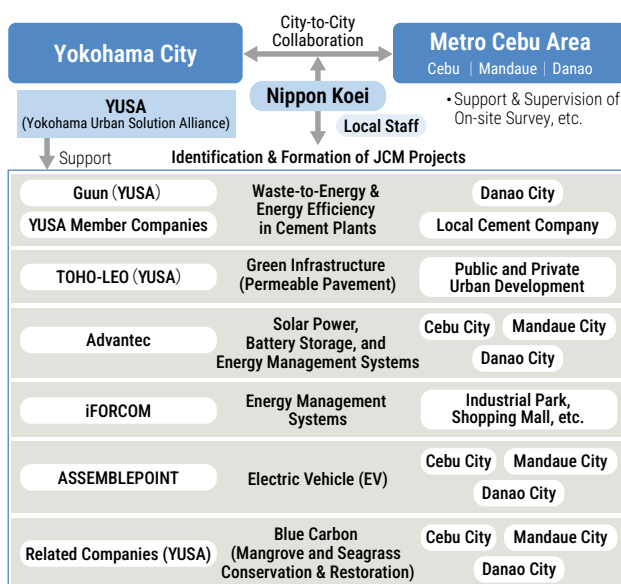 City-to-City
Collaboration
Yokohama City
Metro Cebu Area
Cebu | Mandaue | Danao
Nippon Koei
Local Staff
YUSA
(Yokohama Urban Solution Alliance)
• Support & Supervision of
On-site Survey, etc.
Support
Identification & Formation of JCM Projects
Guun (YUSA)
YUSA Member Companies
Waste-to-Energy &
Energy Efficiency
in Cement Plants
Danao City
Local Cement Company
TOHO-LEO (YUSA)
Green Infrastructure
(Permeable Pavement)
Public and Private
Urban Development
Advantec
Solar Power,
Battery Storage, and
Energy Management Systems
Cebu City
Mandaue City
Danao City
iFORCOM
Energy Management
Systems
Industrial Park,
Shopping Mall, etc.
ASSEMBLEPOINT
Electric Vehicle (EV)
Cebu City
Mandaue City
Danao City
Related Companies (YUSA)
Blue Carbon
(Mangrove and Seagrass
Conservation & Restoration)
Cebu City
Mandaue City
Danao City